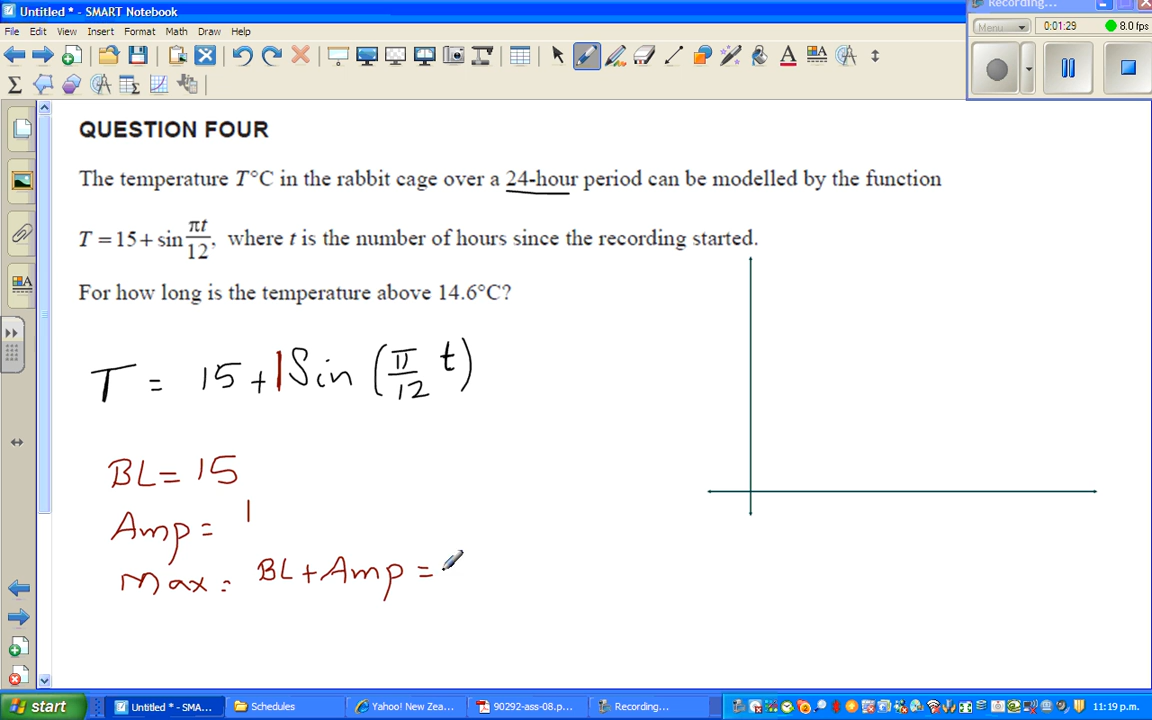 Untitled * - SMART Notebook
Recording...
File Edit View Insert Format Math Draw Help
Menu
0:01:29
8.0 fps
QUESTION FOUR
The temperature T°C in the rabbit cage over a 24-hour period can be modelled by the function
T = 15 + sin πt/12, where t is the number of hours since the recording started.
For how long is the temperature above 14.6°C?
T = 15 + 1 Sin (π/12 t)
BL = 15
Amp = 1
Max = BL + Amp =
start
Untitled * - SMA...
Schedules
Yahoo! New Zea...
90292-ass-08.p...
Recording...
11:19 p.m.